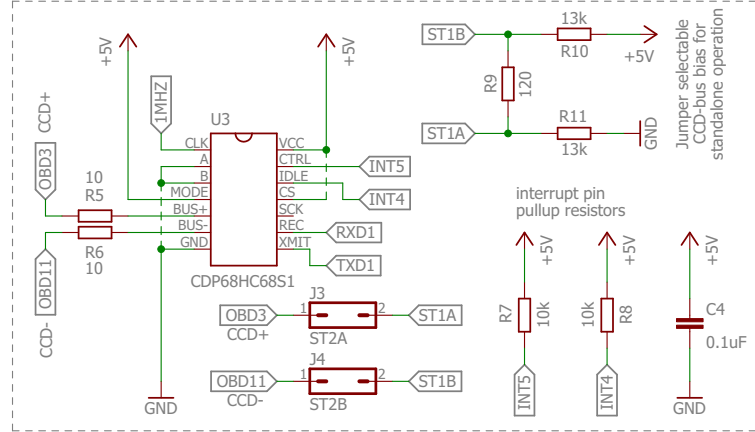 +5V
+5V
CCD+
OBD3
1MHZ
U3
CLK
A
B
MODE
BUS+
BUS-
GND
VCC
CTRL
IDLE
CS
SCK
REC
XMIT
CDP68HC68S1
INT5
INT4
RXD1
TXD1
10
R5
R6
10
OBD11
CCD-
GND
J3
OBD3
1
2
ST1A
CCD+
ST2A
J4
OBD11
1
2
ST1B
CCD-
ST2B
ST1B
13k
R10
+5V
R9
120
ST1A
R11
13k
GND
Jumper selectable
CCD-bus bias for
standalone operation
interrupt pin
pullup resistors
+5V
R7
10k
INT5
+5V
10k
R8
INT4
+5V
C4
0.1uF
GND